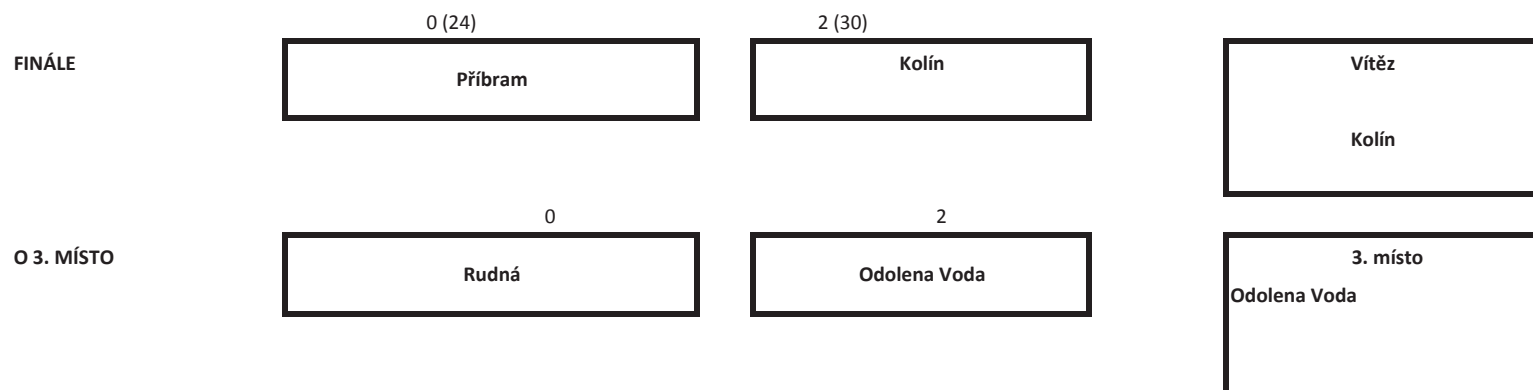 0 (24) 2 (30)
FINÁLE Příbram Kolín Vítěz
Kolín
0 2
O 3. MÍSTO Rudná Odolena Voda 3. místo
Odolena Voda